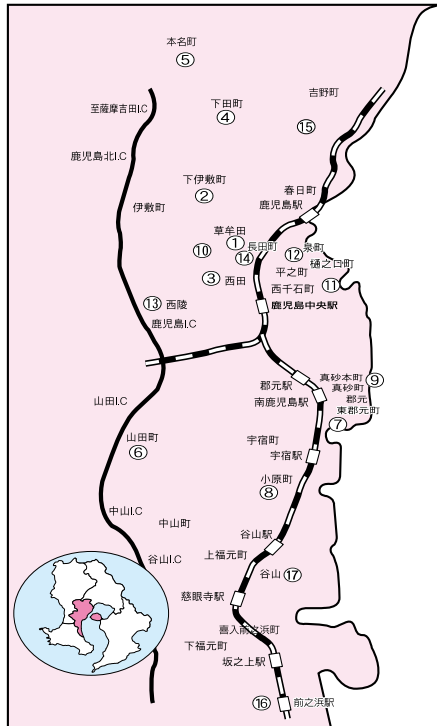 本名町
⑤
至薩摩吉田I.C
下田町
④
吉野町
⑮
鹿児島北I.C
下伊敷町
②
伊敷町
春日町
鹿児島駅
草牟田
①
長田町
⑭
⑩
⑫
泉町
樋之口町
平之町
③
西田
西千石町
⑪
⑬
西陵
鹿児島中央駅
鹿児島I.C
郡元駅
真砂本町
⑨
真砂町
南鹿児島駅
郡元
東郡元町
⑦
山田I.C
山田町
⑥
宇宿町
宇宿駅
小原町
⑧
中山I.C
中山町
谷山駅
谷山I.C
上福元町
谷山
⑰
慈眼寺駅
喜入前之浜町
下福元町
坂之上駅
⑯
前之浜駅